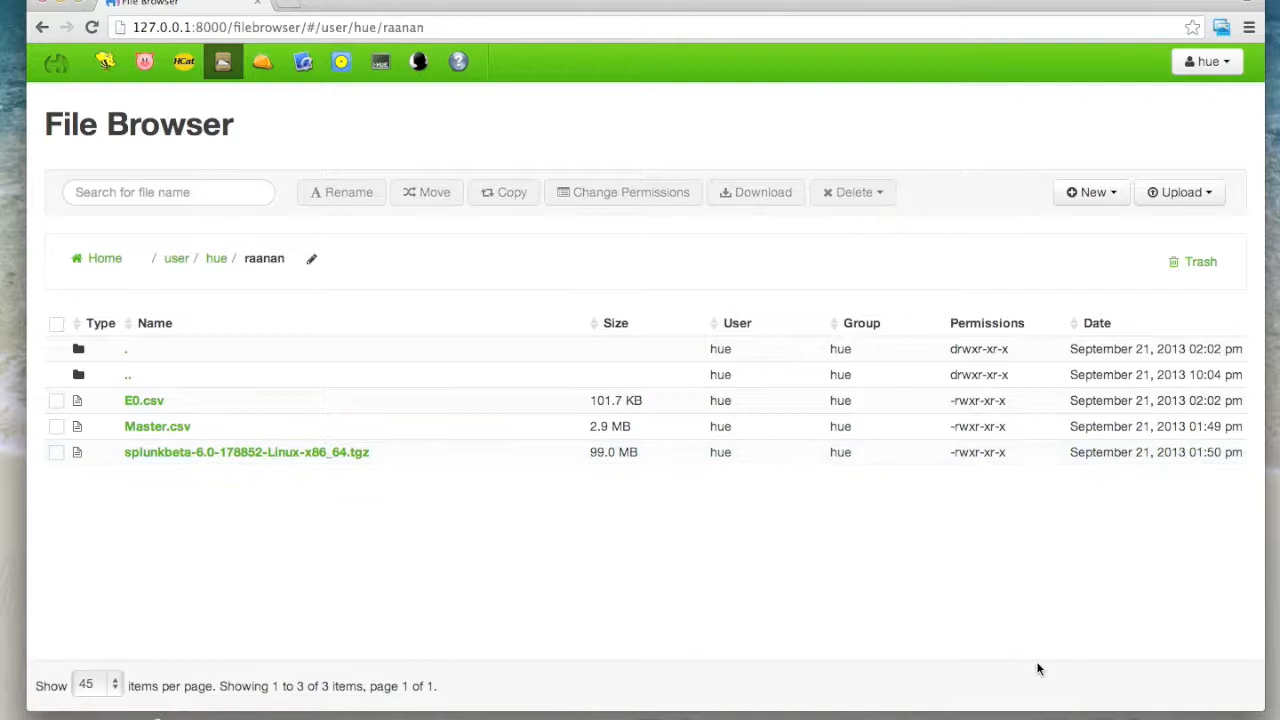 File Browser
127.0.0.1:8000/filebrowser/#/user/hue/raanan
HCat
hue
File Browser
Search for file name Rename Move Copy Change Permissions Download Delete New Upload
Home / user / hue / raanan Trash
Type Name Size User Group Permissions Date
. hue hue drwxr-xr-x September 21, 2013 02:02 pm
.. hue hue drwxr-xr-x September 21, 2013 10:04 pm
E0.csv 101.7 KB hue hue -rwxr-xr-x September 21, 2013 02:02 pm
Master.csv 2.9 MB hue hue -rwxr-xr-x September 21, 2013 01:49 pm
splunkbeta-6.0-178852-Linux-x86_64.tgz 99.0 MB hue hue -rwxr-xr-x September 21, 2013 01:50 pm
Show 45 items per page. Showing 1 to 3 of 3 items, page 1 of 1.